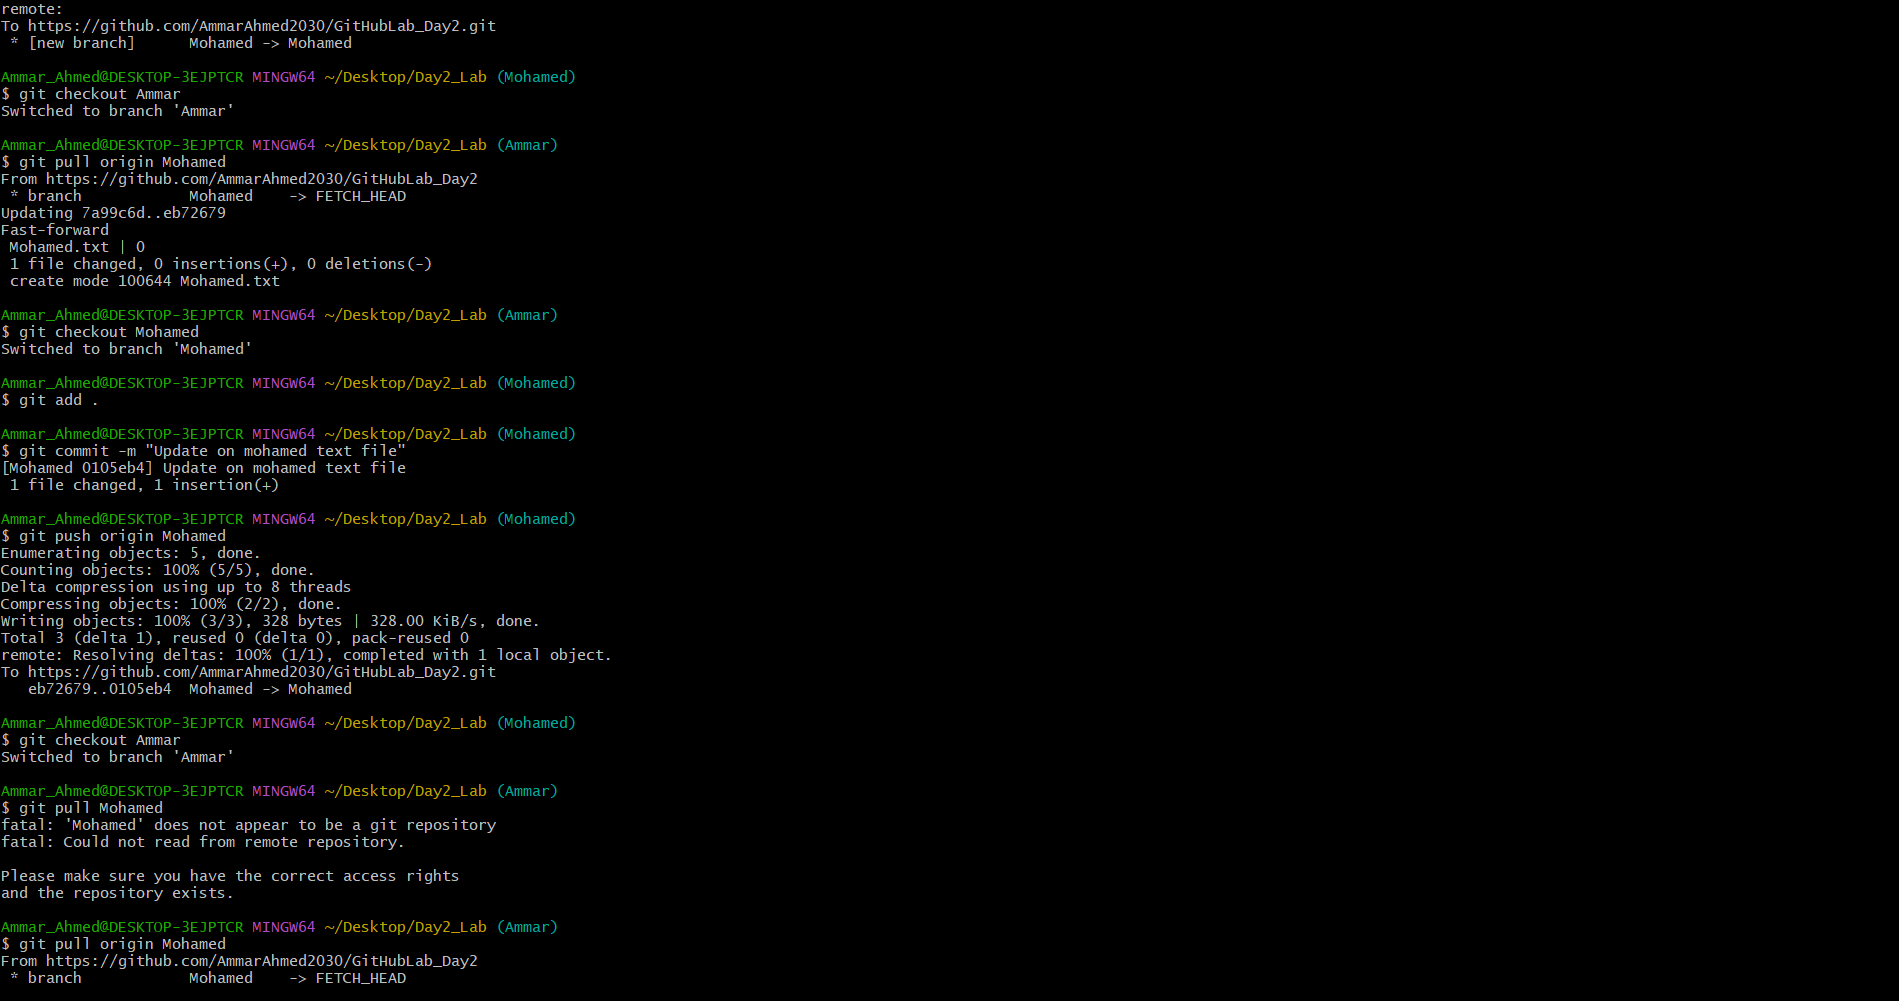 remote:
To https://github.com/AmmarAhmed2030/GitHubLab_Day2.git
 * [new branch]      Mohamed -> Mohamed

Ammar_Ahmed@DESKTOP-3EJPTCR MINGW64 ~/Desktop/Day2_Lab (Mohamed)
$ git checkout Ammar
Switched to branch 'Ammar'

Ammar_Ahmed@DESKTOP-3EJPTCR MINGW64 ~/Desktop/Day2_Lab (Ammar)
$ git pull origin Mohamed
From https://github.com/AmmarAhmed2030/GitHubLab_Day2
 * branch            Mohamed    -> FETCH_HEAD
Updating 7a99c6d..eb72679
Fast-forward
 Mohamed.txt | 0
 1 file changed, 0 insertions(+), 0 deletions(-)
 create mode 100644 Mohamed.txt

Ammar_Ahmed@DESKTOP-3EJPTCR MINGW64 ~/Desktop/Day2_Lab (Ammar)
$ git checkout Mohamed
Switched to branch 'Mohamed'

Ammar_Ahmed@DESKTOP-3EJPTCR MINGW64 ~/Desktop/Day2_Lab (Mohamed)
$ git add .

Ammar_Ahmed@DESKTOP-3EJPTCR MINGW64 ~/Desktop/Day2_Lab (Mohamed)
$ git commit -m "Update on mohamed text file"
[Mohamed 0105eb4] Update on mohamed text file
 1 file changed, 1 insertion(+)

Ammar_Ahmed@DESKTOP-3EJPTCR MINGW64 ~/Desktop/Day2_Lab (Mohamed)
$ git push origin Mohamed
Enumerating objects: 5, done.
Counting objects: 100% (5/5), done.
Delta compression using up to 8 threads
Compressing objects: 100% (2/2), done.
Writing objects: 100% (3/3), 328 bytes | 328.00 KiB/s, done.
Total 3 (delta 1), reused 0 (delta 0), pack-reused 0
remote: Resolving deltas: 100% (1/1), completed with 1 local object.
To https://github.com/AmmarAhmed2030/GitHubLab_Day2.git
   eb72679..0105eb4  Mohamed -> Mohamed

Ammar_Ahmed@DESKTOP-3EJPTCR MINGW64 ~/Desktop/Day2_Lab (Mohamed)
$ git checkout Ammar
Switched to branch 'Ammar'

Ammar_Ahmed@DESKTOP-3EJPTCR MINGW64 ~/Desktop/Day2_Lab (Ammar)
$ git pull Mohamed
fatal: 'Mohamed' does not appear to be a git repository
fatal: Could not read from remote repository.

Please make sure you have the correct access rights
and the repository exists.

Ammar_Ahmed@DESKTOP-3EJPTCR MINGW64 ~/Desktop/Day2_Lab (Ammar)
$ git pull origin Mohamed
From https://github.com/AmmarAhmed2030/GitHubLab_Day2
 * branch            Mohamed    -> FETCH_HEAD